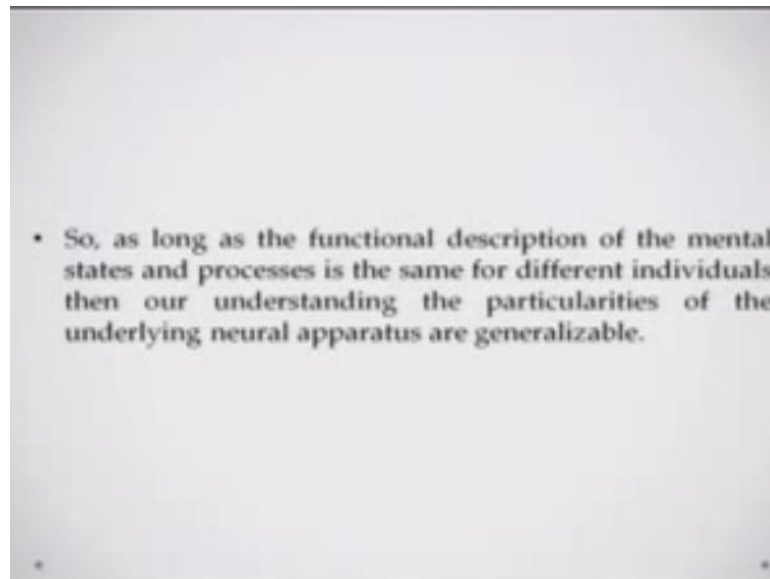 • So, as long as the functional description of the mental
states and processes is the same for different individuals
then our understanding the particularities of the
underlying neural apparatus are generalizable.